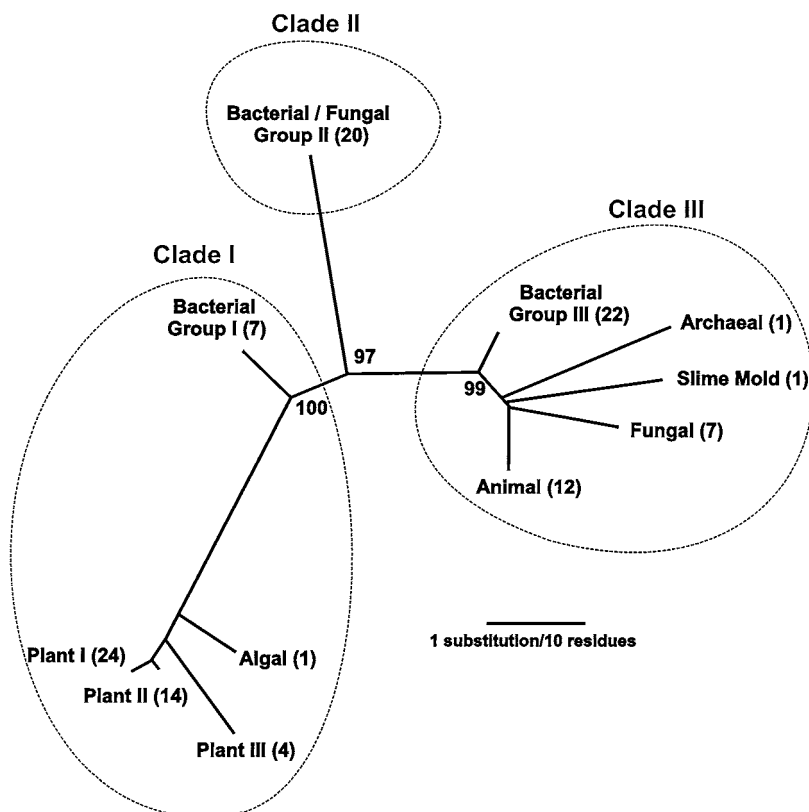 Clade II
Bacterial / Fungal
Group II (20)
Clade III
Clade I
Bacterial
Group I (7)
Bacterial
Group III (22)
Archaeal (1)
97
Slime Mold (1)
99
100
Fungal (7)
Animal (12)
1 substitution/10 residues
Plant I (24)
Algal (1)
Plant II (14)
Plant III (4)